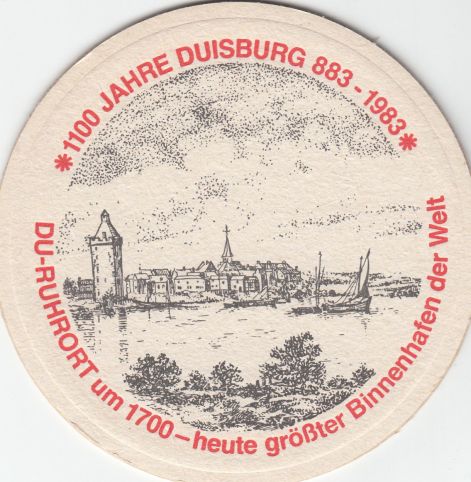 *1100 JAHRE DUISBURG 883-1983*
DU-RUHRORT um 1700 – heute größter Binnenhafen der Welt